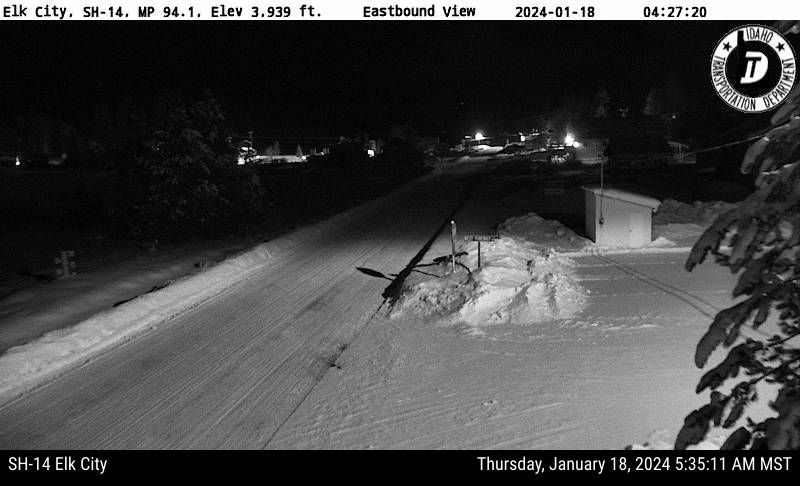 Elk City, SH-14, MP 94.1, Elev 3,939 ft. Eastbound View 2024-01-18 04:27:20
IDAHO
TRANSPORTATION DEPARTMENT
SH-14 Elk City Thursday, January 18, 2024 5:35:11 AM MST